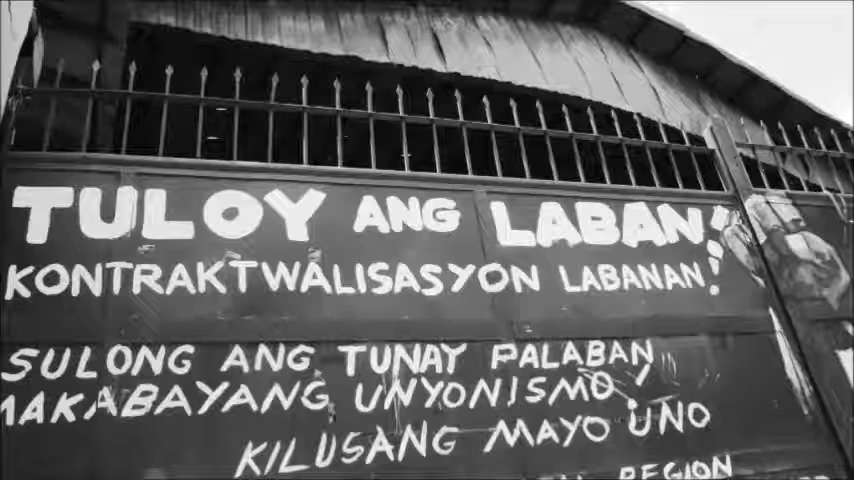 TULOY ANG LABAN!
KONTRAKTWALISASYON LABANAN!
SULONG ANG TUNAY PALABAN
MAKABAYANG UNYONISMO!
KILUSANG MAYO UNO
REGION